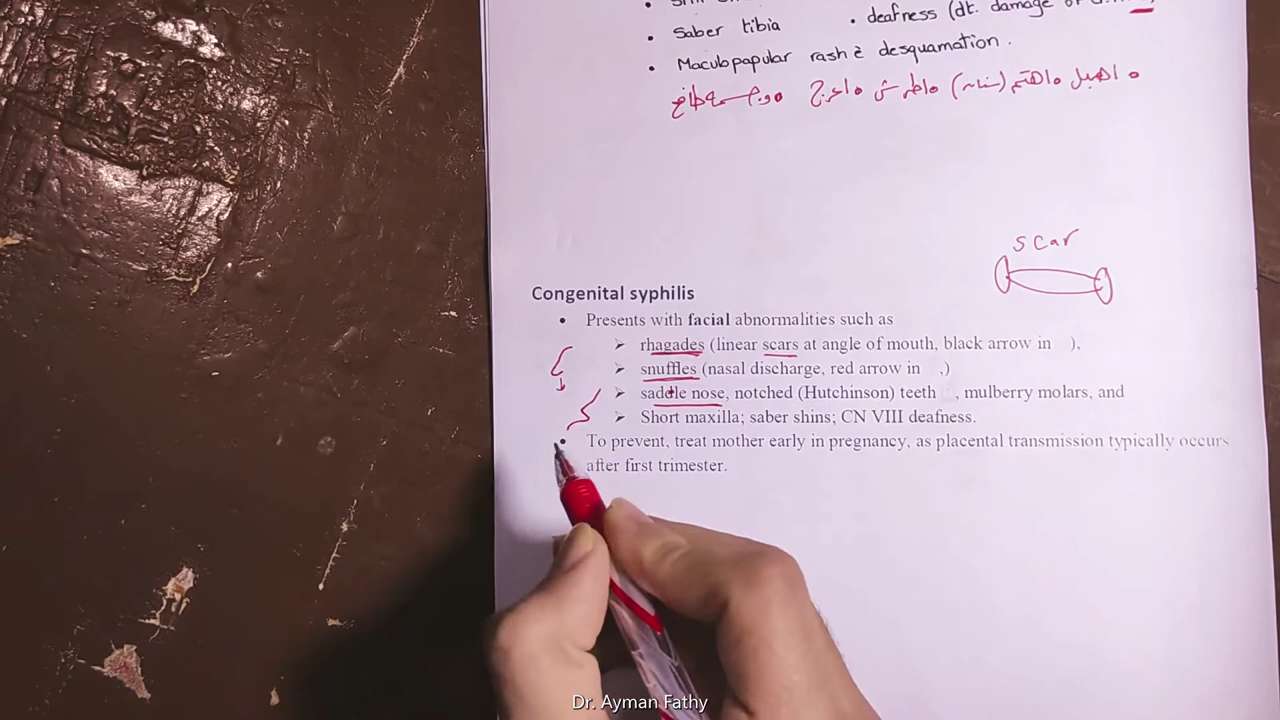 • Saber tibia • deafness (dt. damage of
• Maculopapular rash c̄ desquamation.
scar
Congenital syphilis
• Presents with facial abnormalities such as
➢ rhagades (linear scars at angle of mouth, black arrow in ),
➢ snuffles (nasal discharge, red arrow in ,)
➢ saddle nose, notched (Hutchinson) teeth , mulberry molars, and
➢ Short maxilla; saber shins; CN VIII deafness.
• To prevent, treat mother early in pregnancy, as placental transmission typically occurs
after first trimester.
Dr. Ayman Fathy